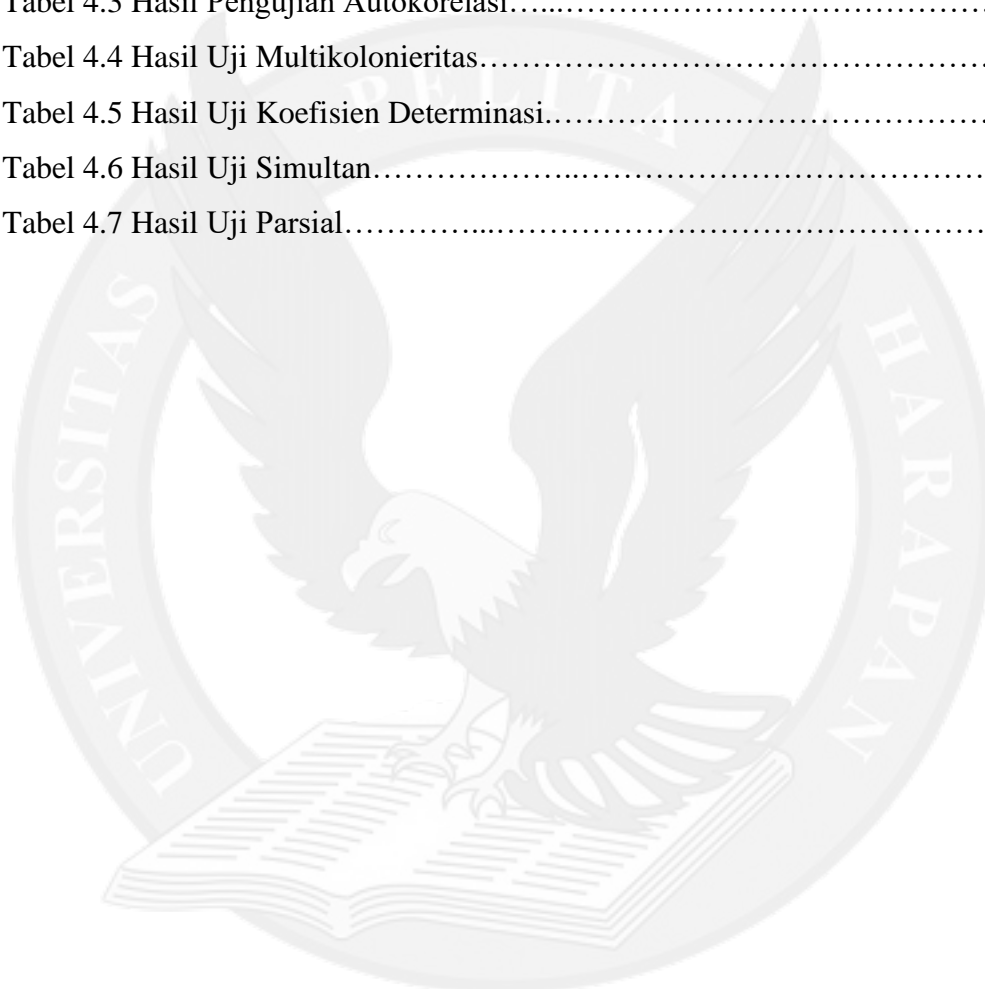 Tabel 4.3 Hasil Pengujian Autokorelasi…...……………………………………
Tabel 4.4 Hasil Uji Multikolonieritas……………………………………………
Tabel 4.5 Hasil Uji Koefisien Determinasi.………………………………………
Tabel 4.6 Hasil Uji Simultan………………..……………………………………
Tabel 4.7 Hasil Uji Parsial…………...……………………………………………
UNIVERSITAS PELITA HARAPAN